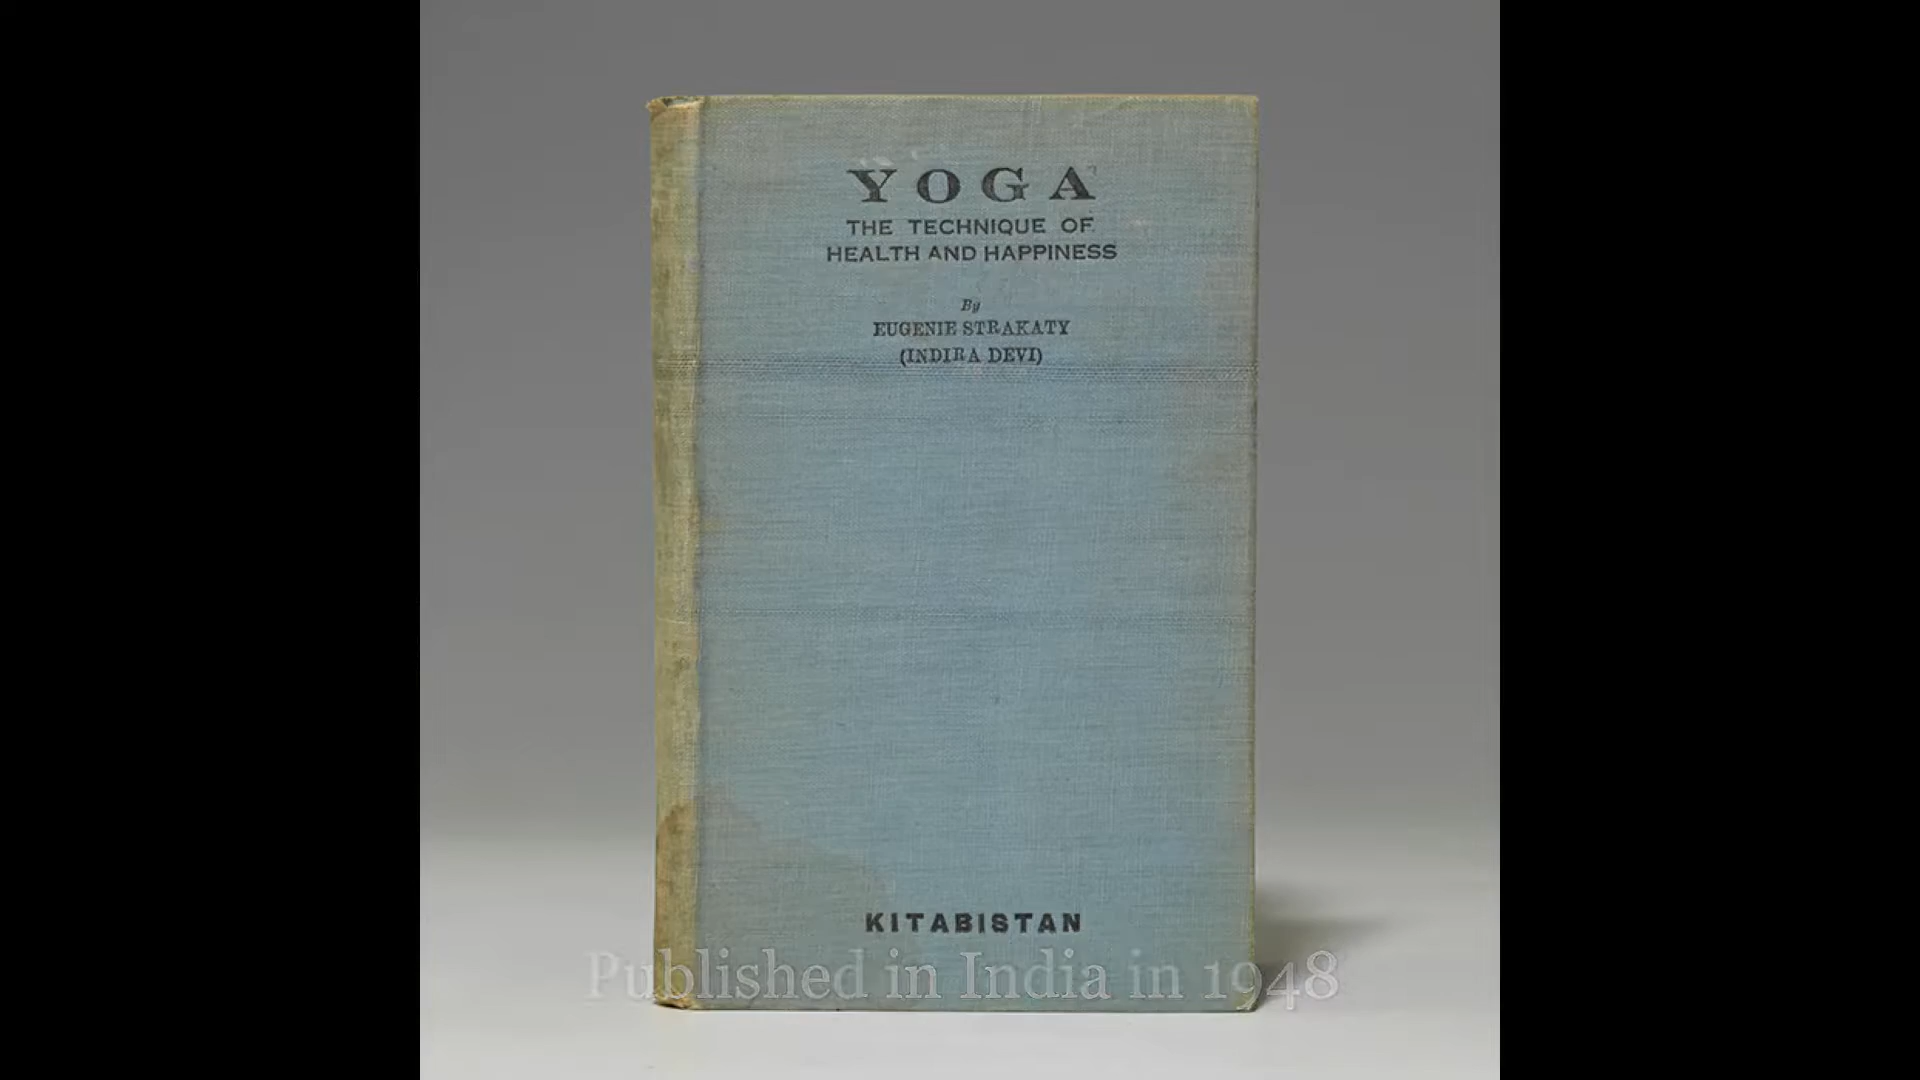 YOGA
THE TECHNIQUE OF
HEALTH AND HAPPINESS
By
EUGENIE STRAKATY
(INDIRA DEVI)
KITABISTAN
Published in India in 1948